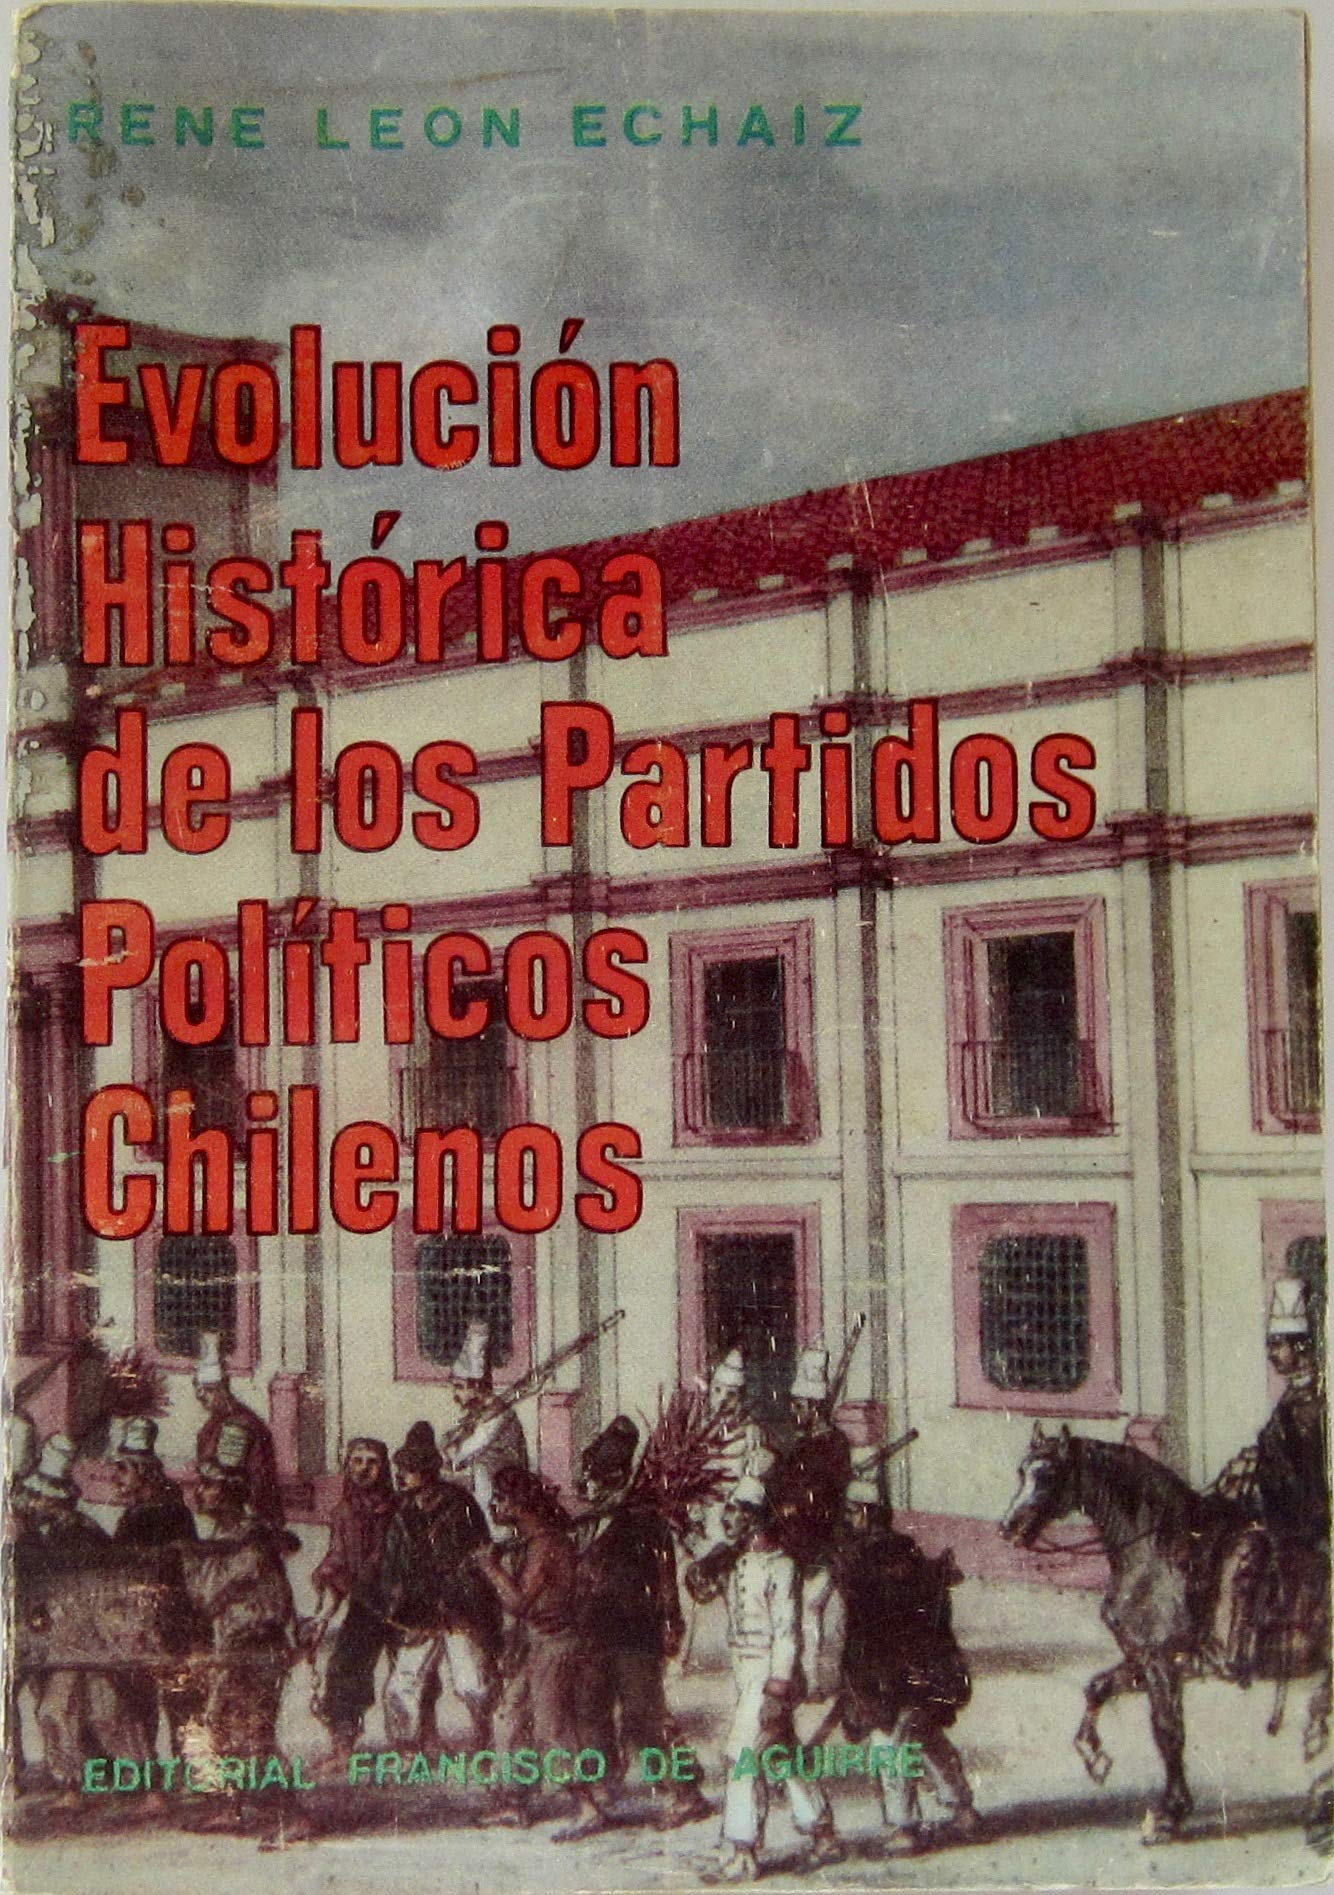 RENE LEON ECHAIZ
Evolución
Histórica
de los Partidos
Políticos
Chilenos
EDITORIAL FRANCISCO DE AGUIRRE